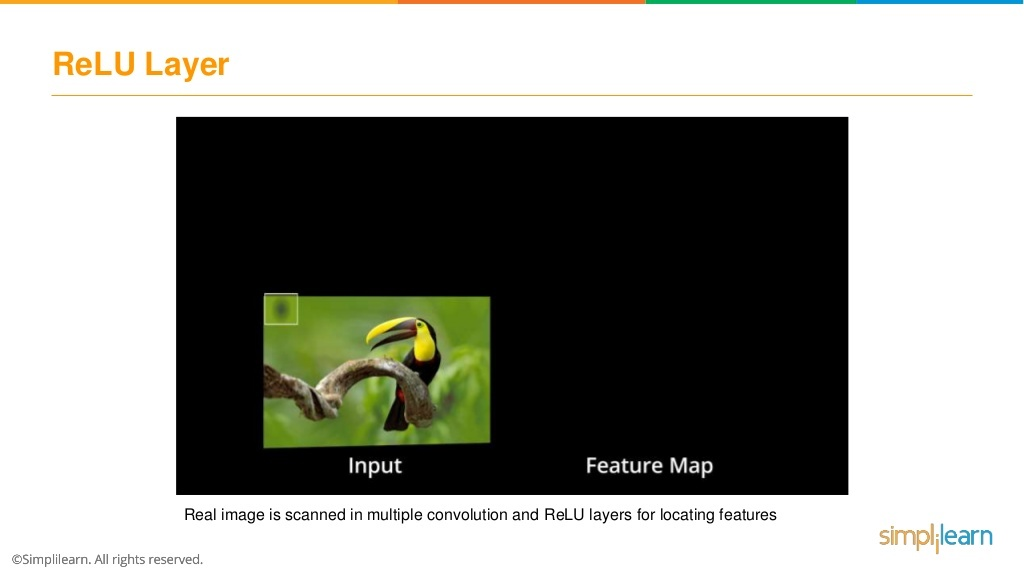 ReLU Layer
Input
Feature Map
Real image is scanned in multiple convolution and ReLU layers for locating features
simplilearn
©Simplilearn. All rights reserved.